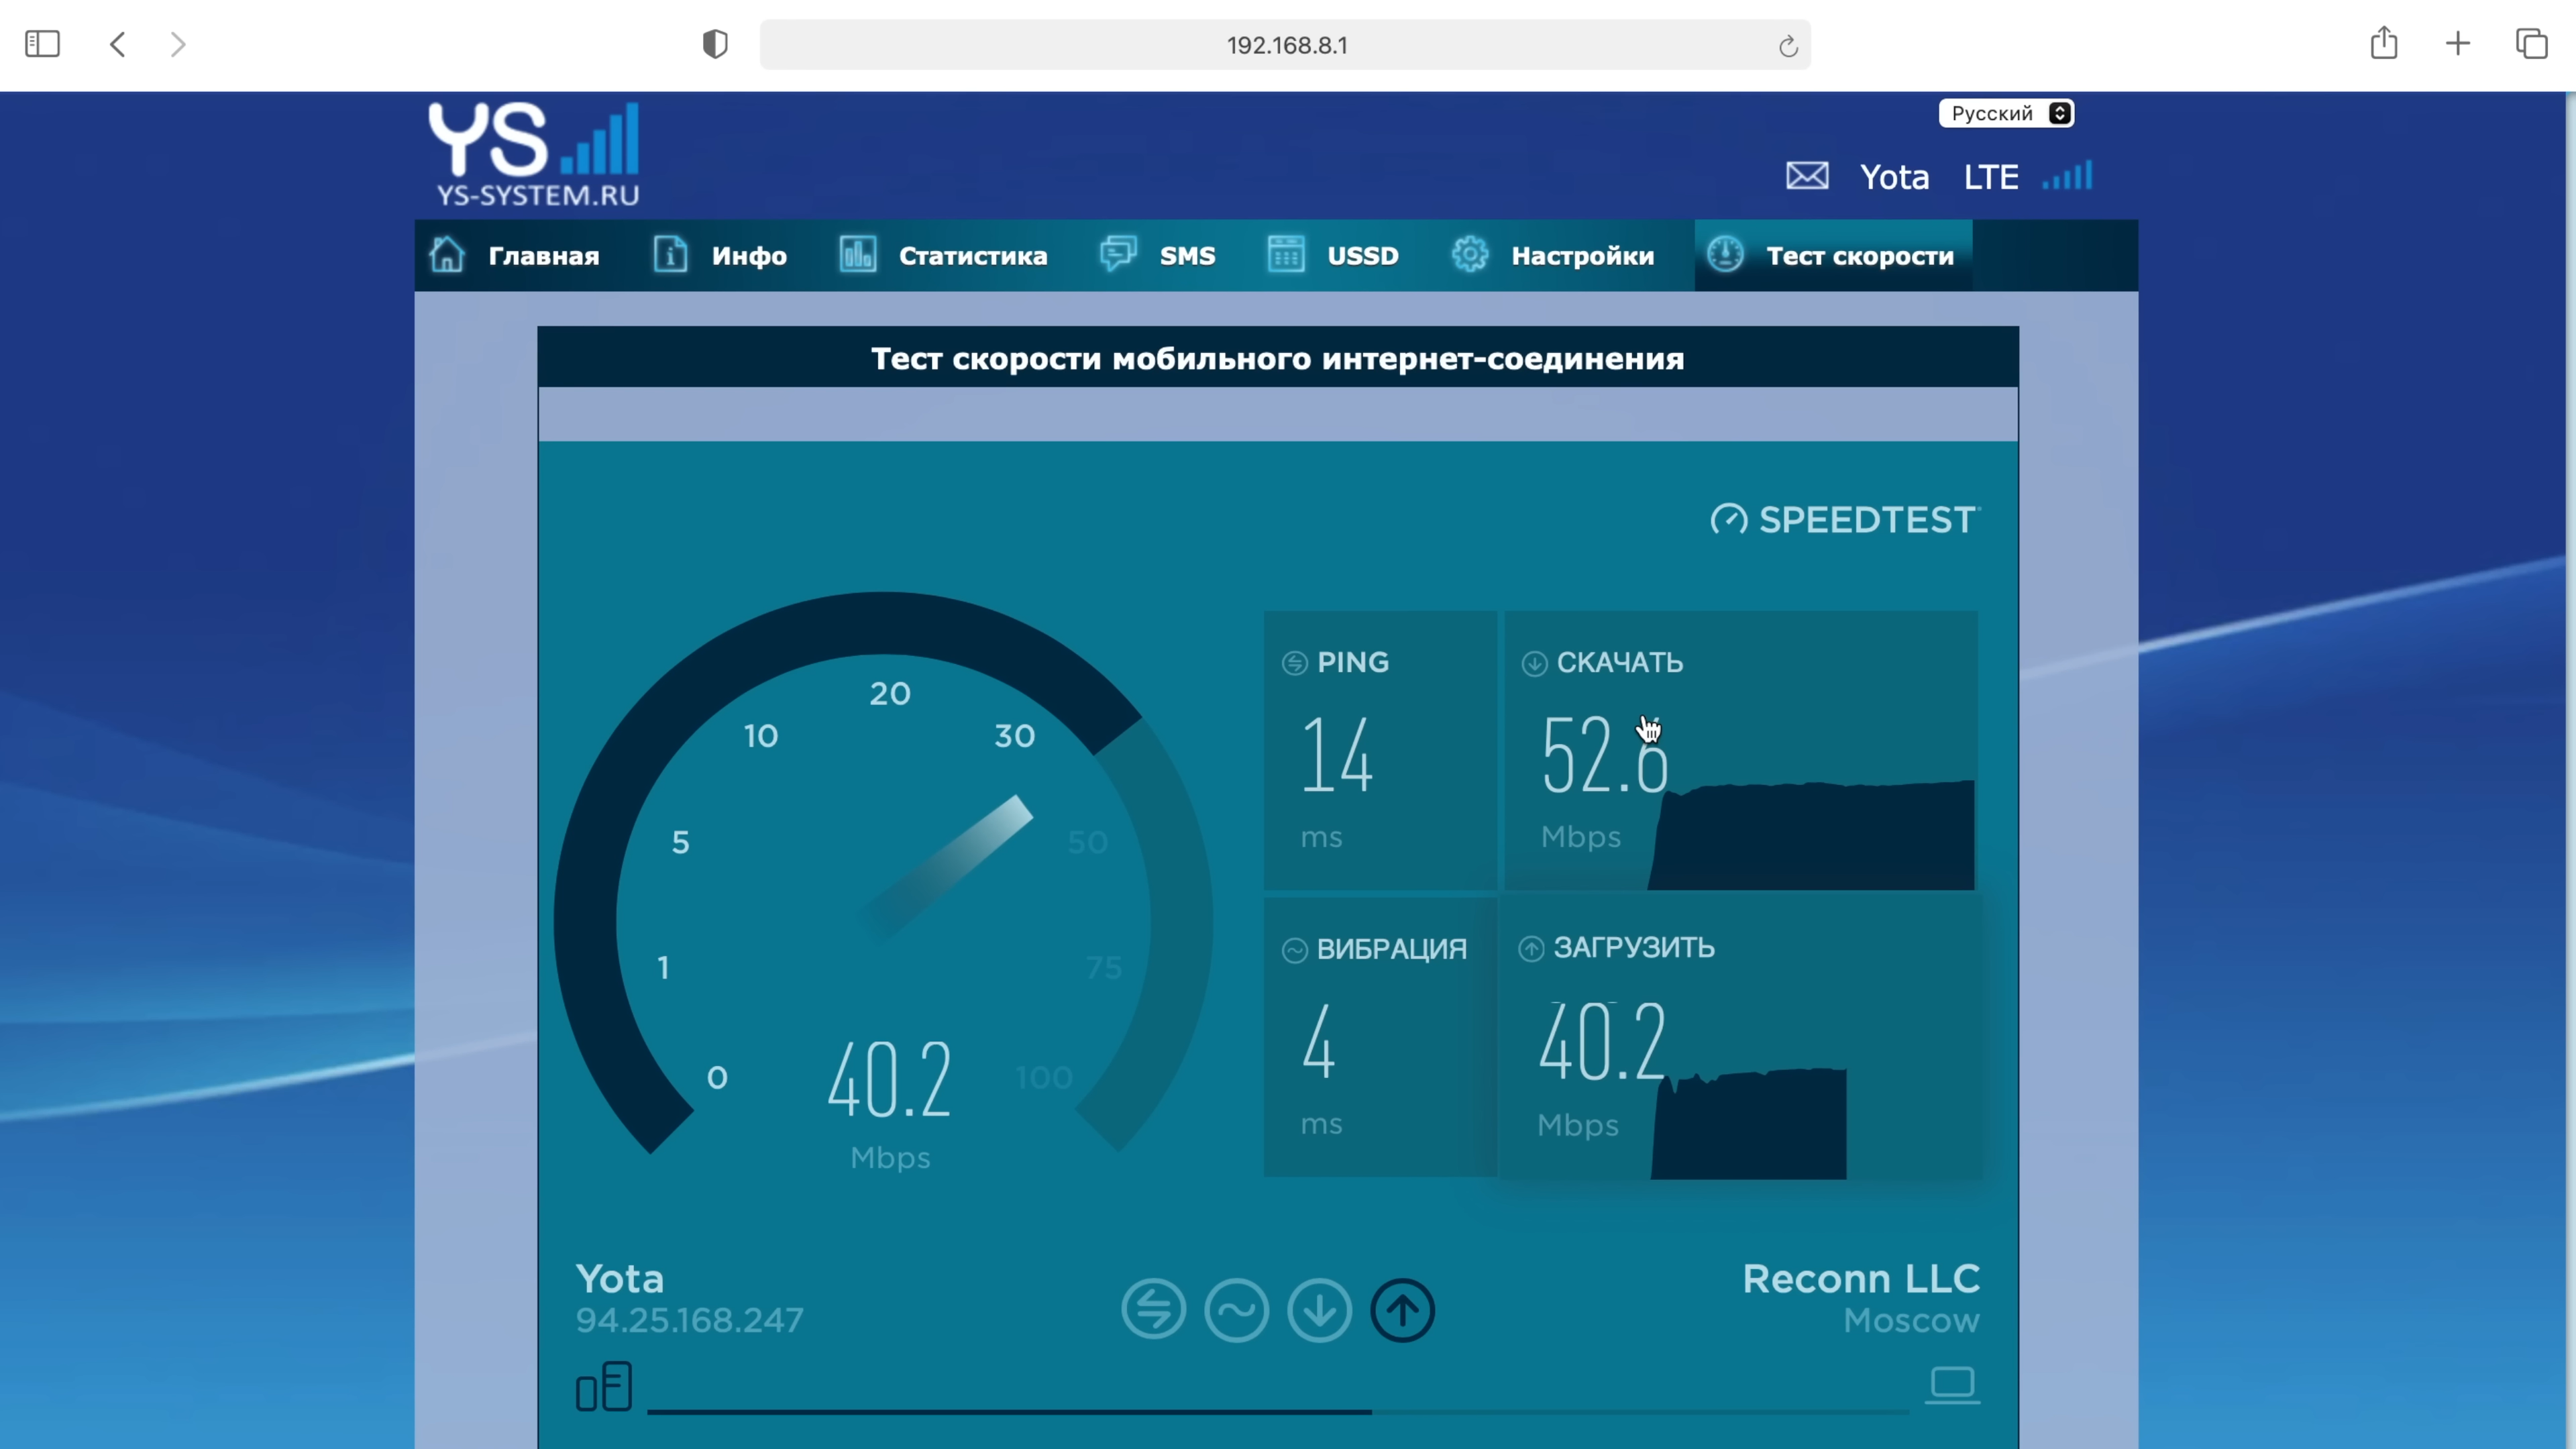 192.168.8.1
YS
YS-SYSTEM.RU
Русский
Yota LTE
Главная Инфо Статистика SMS USSD Настройки Тест скорости
Тест скорости мобильного интернет-соединения
SPEEDTEST
0
1
5
10
20
30
50
75
100
40.2
Mbps
PING
14
ms
СКАЧАТЬ
52.6
Mbps
ВИБРАЦИЯ
4
ms
ЗАГРУЗИТЬ
40.2
Mbps
Yota
94.25.168.247
Reconn LLC
Moscow